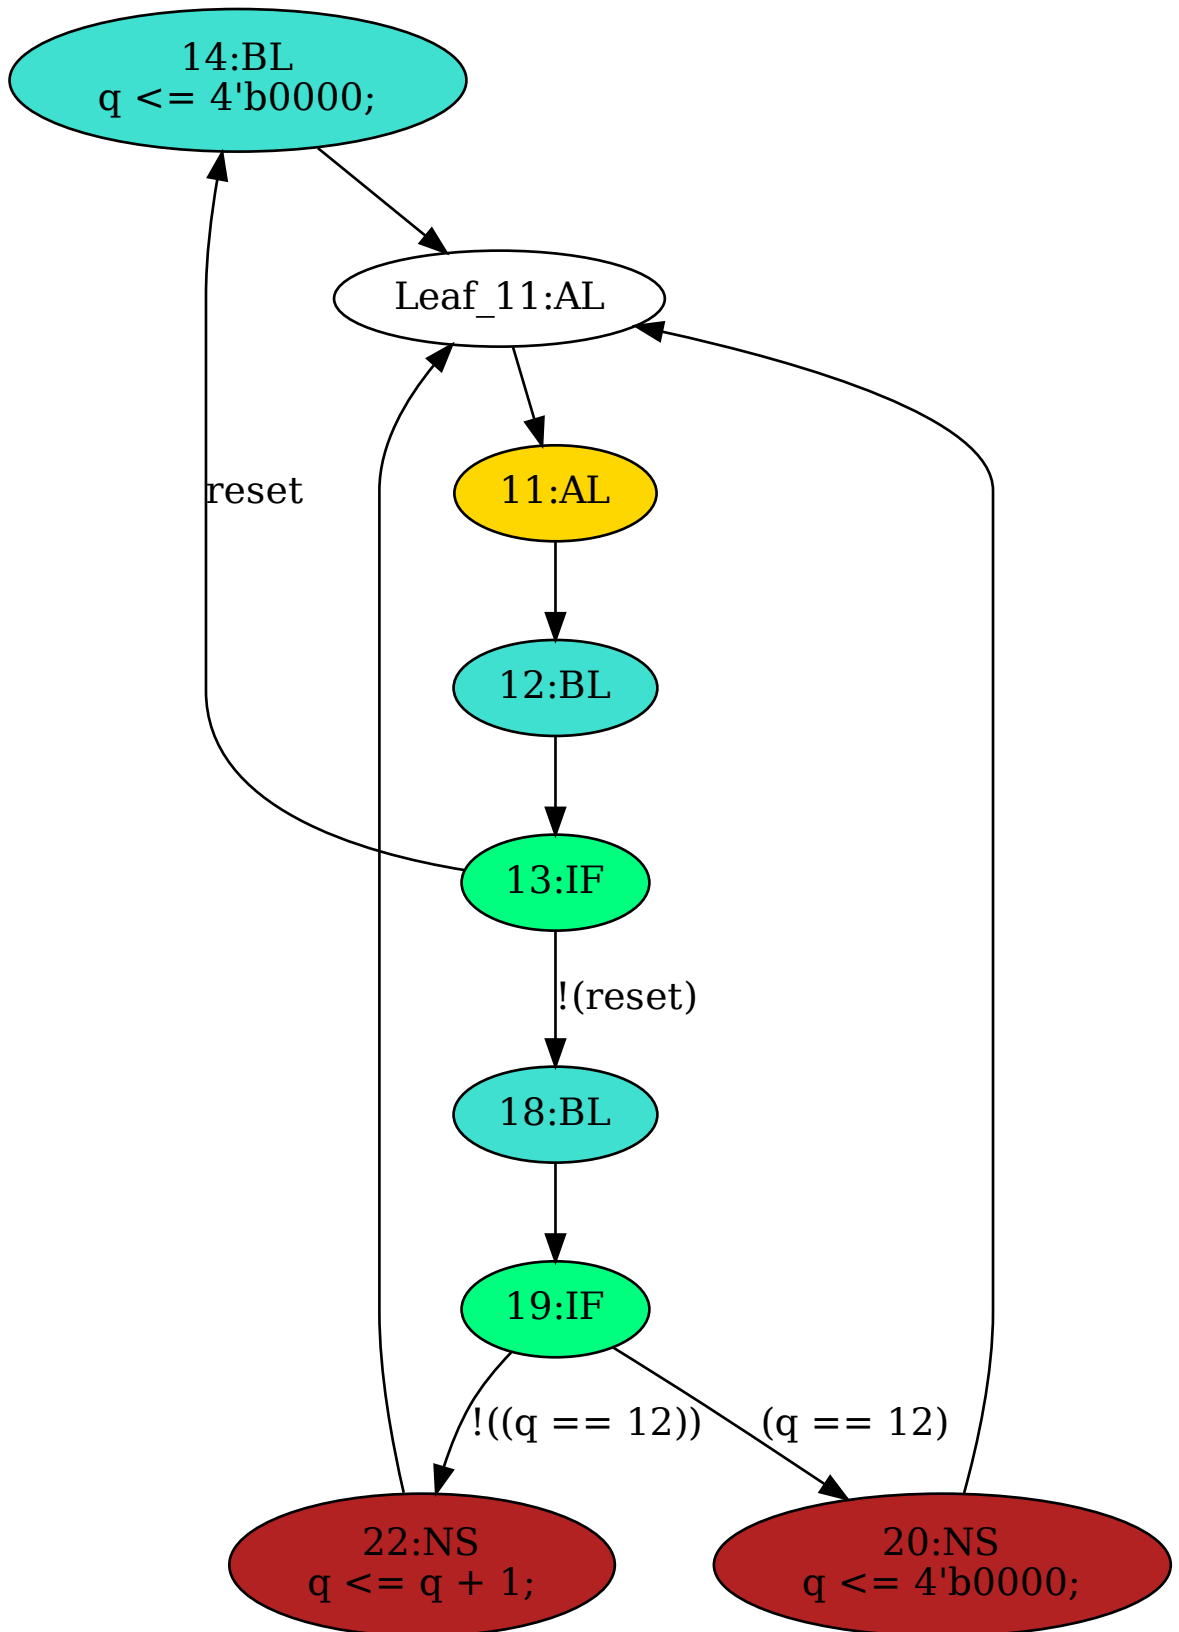 14:BL
q <= 4'b0000;
Leaf_11:AL
reset
11:AL
12:BL
13:IF
!(reset)
18:BL
19:IF
!((q == 12))
(q == 12)
22:NS
q <= q + 1;
20:NS
q <= 4'b0000;